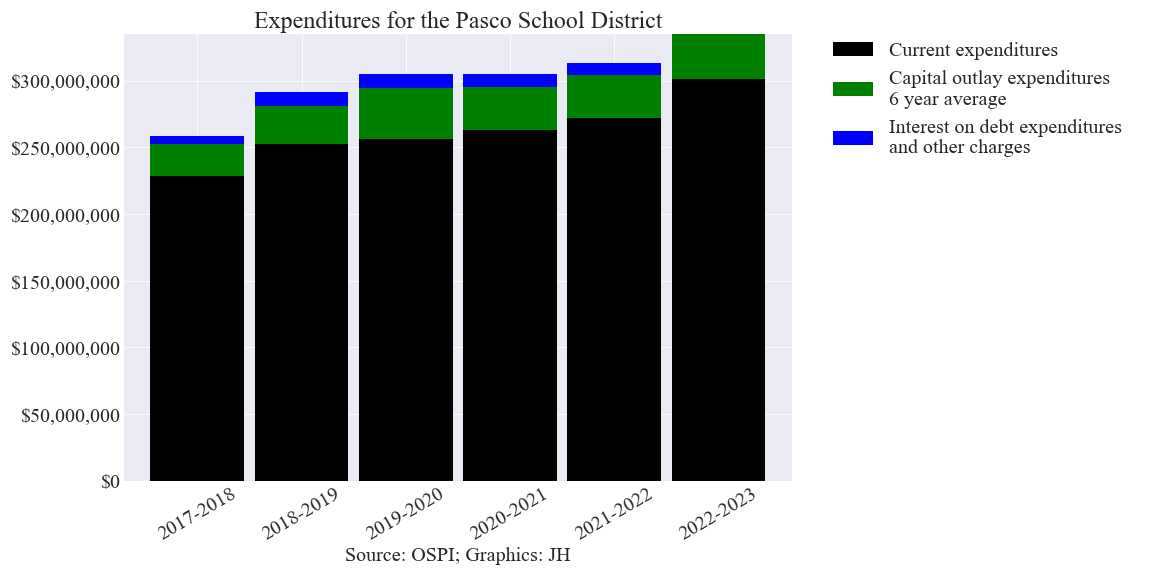 Expenditures for the Pasco School District
Current expenditures
Capital outlay expenditures
6 year average
Interest on debt expenditures
and other charges
$300,000,000
$250,000,000
$200,000,000
$150,000,000
$100,000,000
$50,000,000
$0
2017-2018
2018-2019
2019-2020
2020-2021
2021-2022
2022-2023
Source: OSPI; Graphics: JH